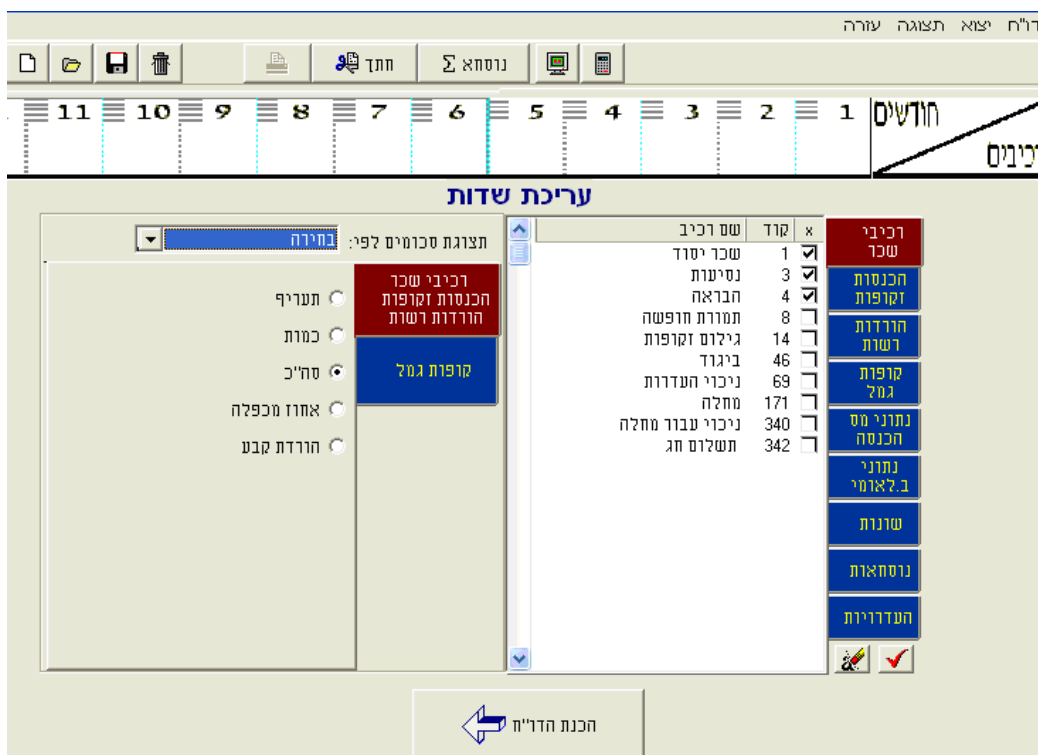 דו"ח יצוא תצוגה עזרה
נוסחא Σ חתך
חודשים 1 2 3 4 5 6 7 8 9 10 11
רכיבים
עריכת שדות
רכיבי שכר
הכנסות זקופות
הורדות רשות
קופות גמל
נתוני מס הכנסה
נתוני ב.לאומי
שונות
נוסחאות
העדרויות
x קוד שם רכיב
1 שכר יסוד
3 נסיעות
4 הבראה
8 תמורת חופשה
14 גילום זקופות
46 ביגוד
69 ניכוי העדרות
171 מחלה
340 ניכוי עבור מחלה
342 תשלום חג
תצוגת סכומים לפי: בחירה
רכיבי שכר
הכנסות זקופות
הורדות רשות
קופות גמל
תעריף
כמות
סה"כ
אחוז מכפלה
הורדת קבע
הכנת הדו"ח